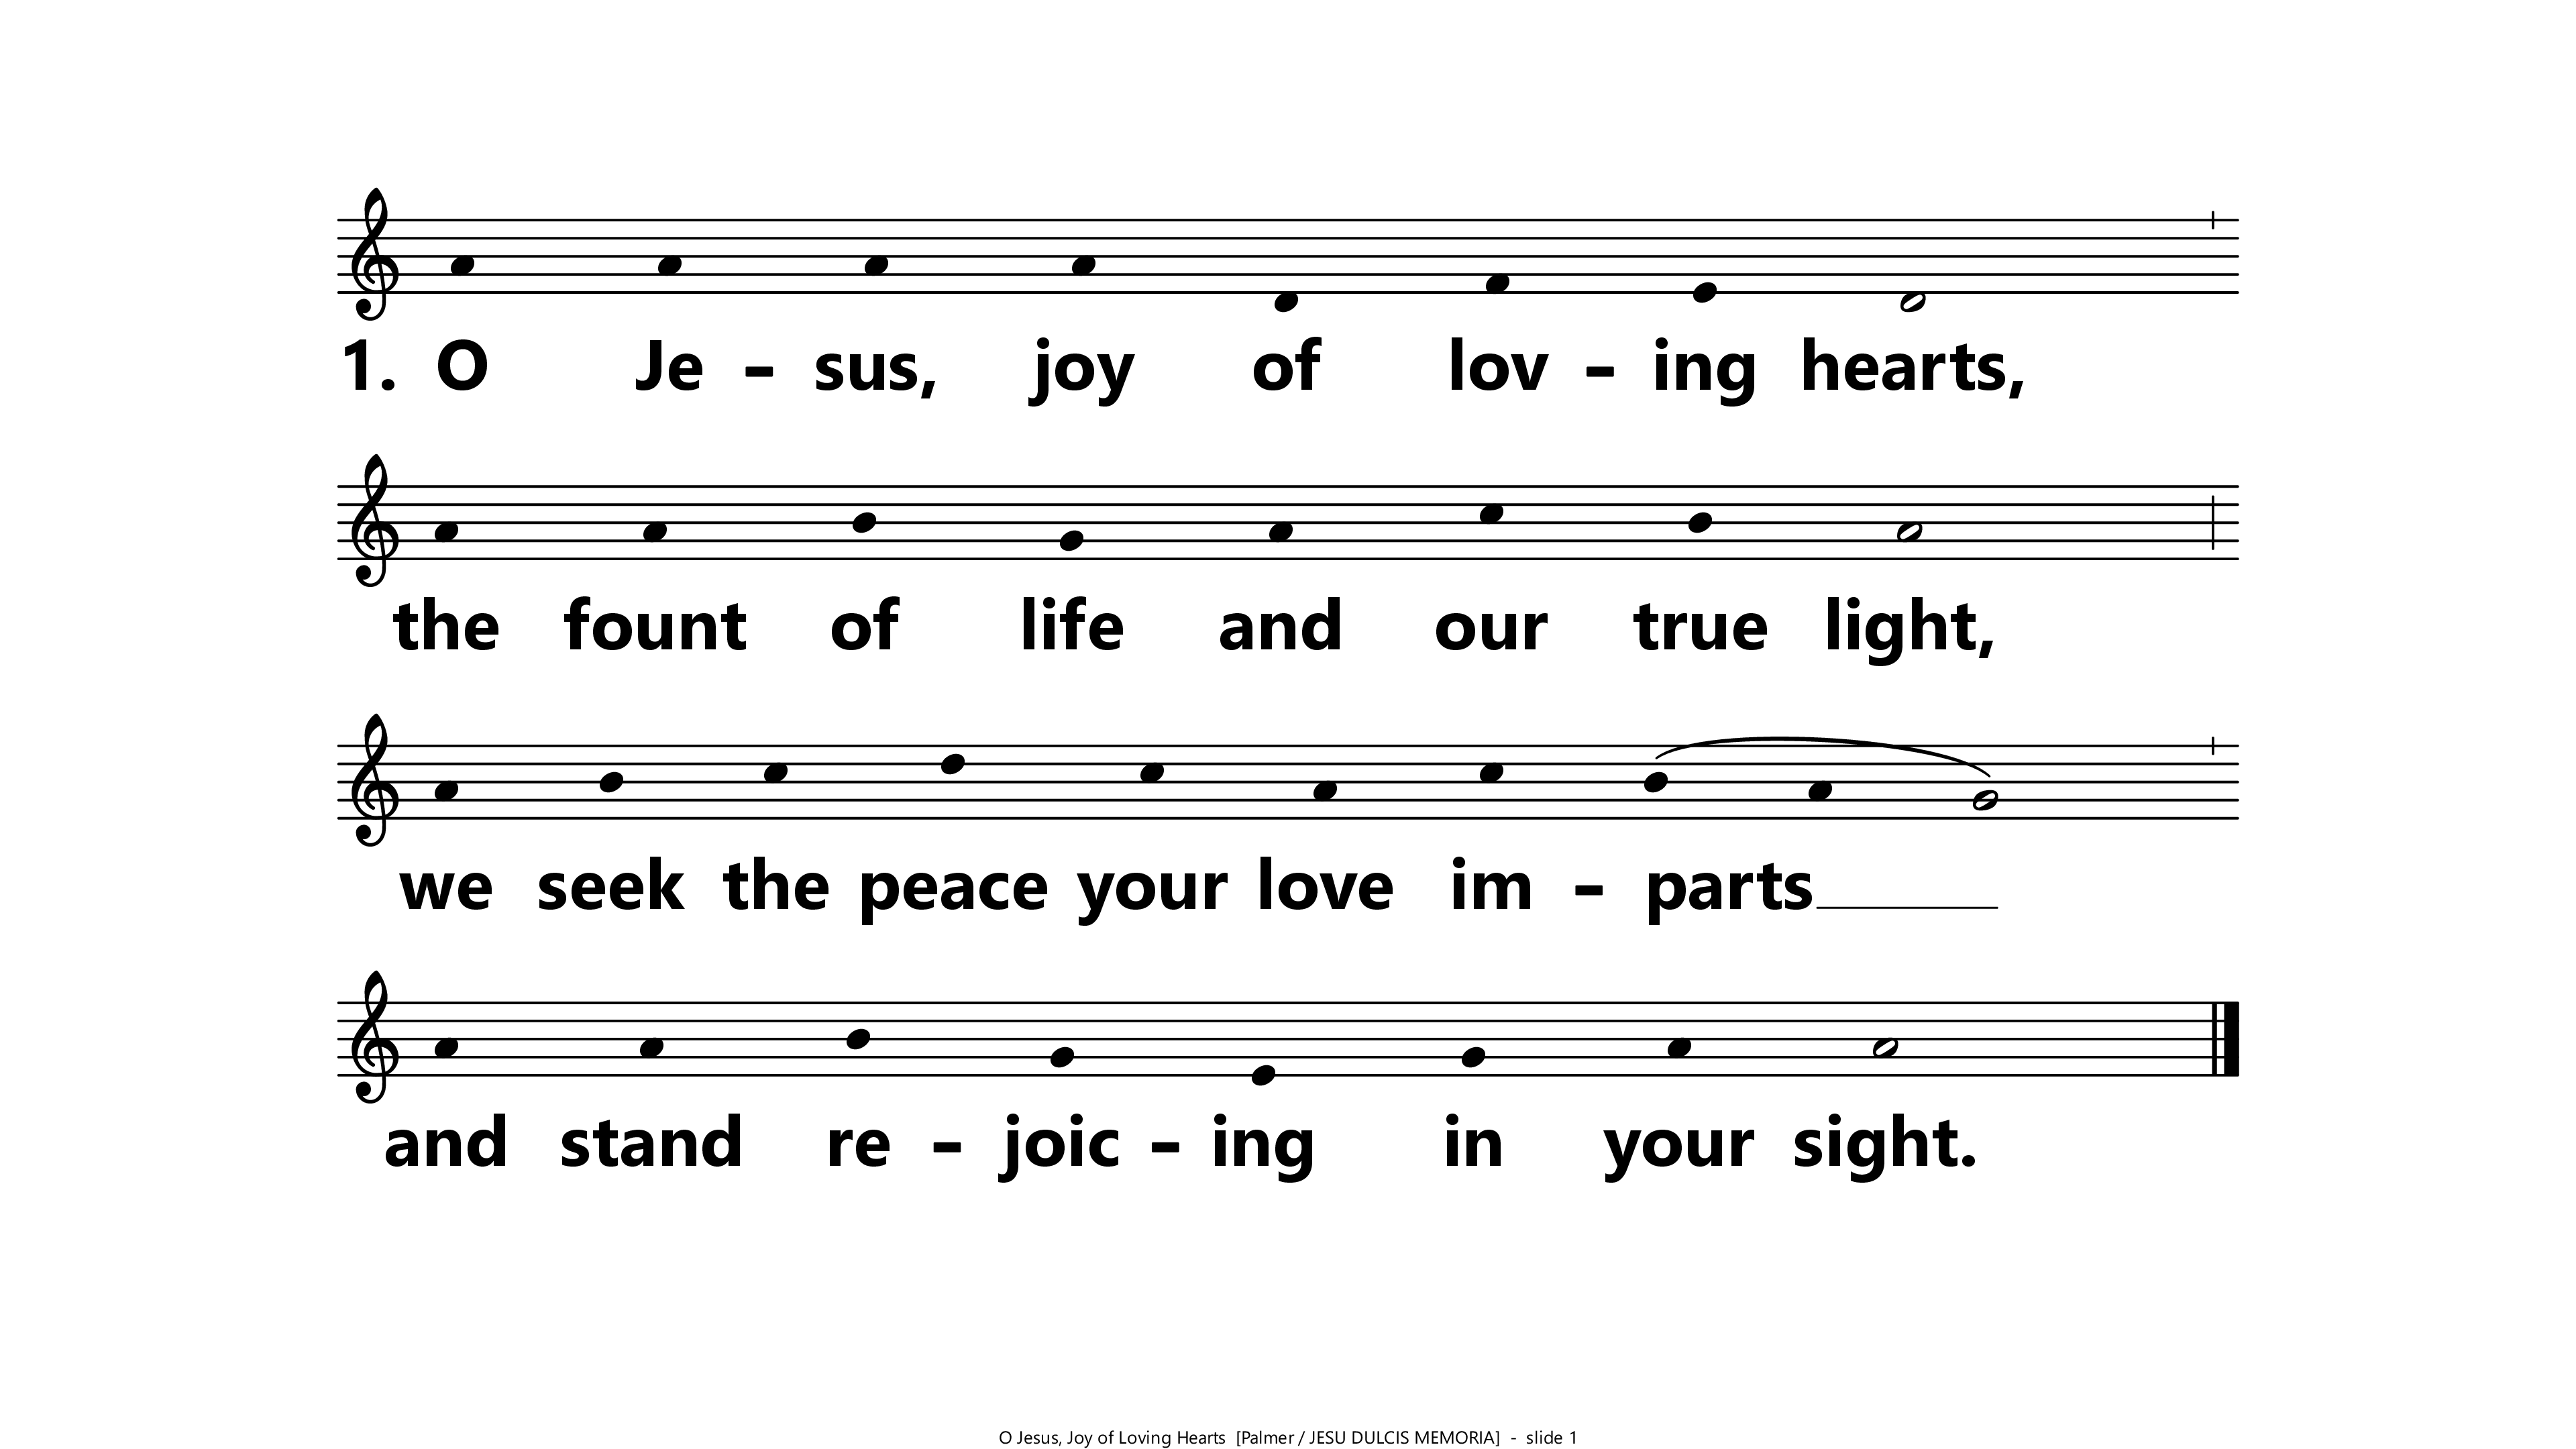 1. O Je - sus, joy of lov - ing hearts,
the fount of life and our true light,
we seek the peace your love im - parts
and stand re - joic - ing in your sight.
O Jesus, Joy of Loving Hearts [Palmer / JESU DULCIS MEMORIA] - slide 1